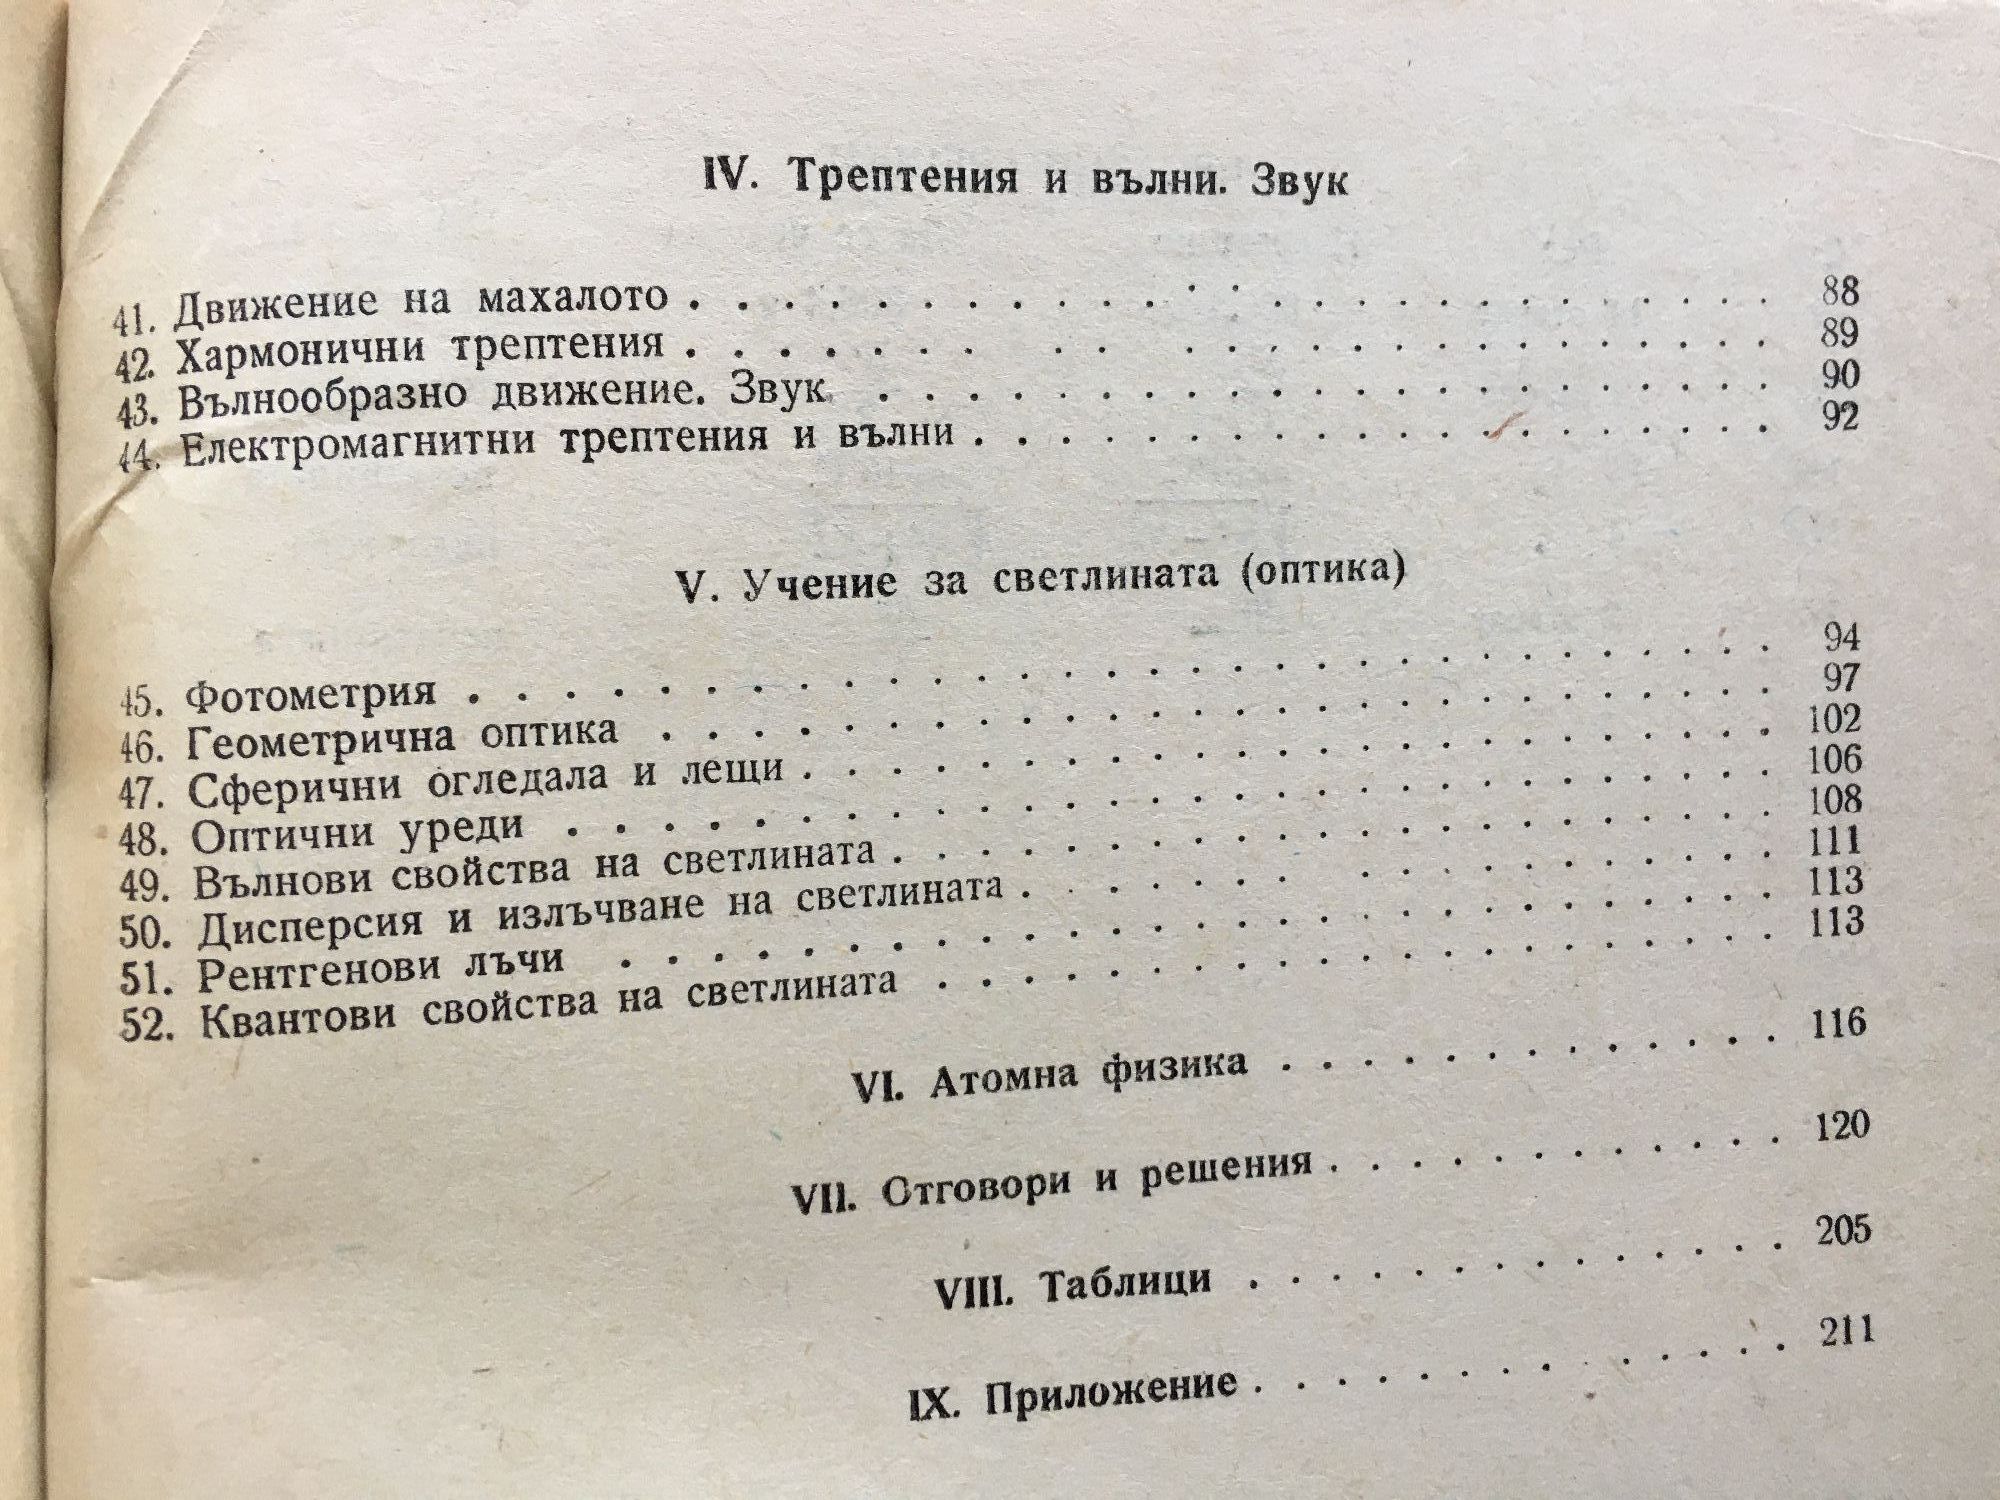 IV. Трептения и вълни. Звук
41. Движение на махалото . . . . . . . . . . . . . . . . . . . . . . . 88
42. Хармонични трептения . . . . . . . . . . . . . . . . . . . . . . . 89
43. Вълнообразно движение. Звук . . . . . . . . . . . . . . . . . . . 90
44. Електромагнитни трептения и вълни . . . . . . . . . . . . . . . . . 92
V. Учение за светлината (оптика)
45. Фотометрия . . . . . . . . . . . . . . . . . . . . . . . . . . . . 94
46. Геометрична оптика . . . . . . . . . . . . . . . . . . . . . . . . 97
47. Сферични огледала и лещи . . . . . . . . . . . . . . . . . . . . . 102
48. Оптични уреди . . . . . . . . . . . . . . . . . . . . . . . . . . 106
49. Вълнови свойства на светлината . . . . . . . . . . . . . . . . . . 108
50. Дисперсия и излъчване на светлината . . . . . . . . . . . . . . . . 111
51. Рентгенови лъчи . . . . . . . . . . . . . . . . . . . . . . . . . 113
52. Квантови свойства на светлината . . . . . . . . . . . . . . . . . . 113
VI. Атомна физика . . . . . . . . . . . . . 116
VII. Отговори и решения . . . . . . . . . . . . 120
VIII. Таблици . . . . . . . . . . . . . . 205
IX. Приложение . . . . . . . . . . . . . . 211